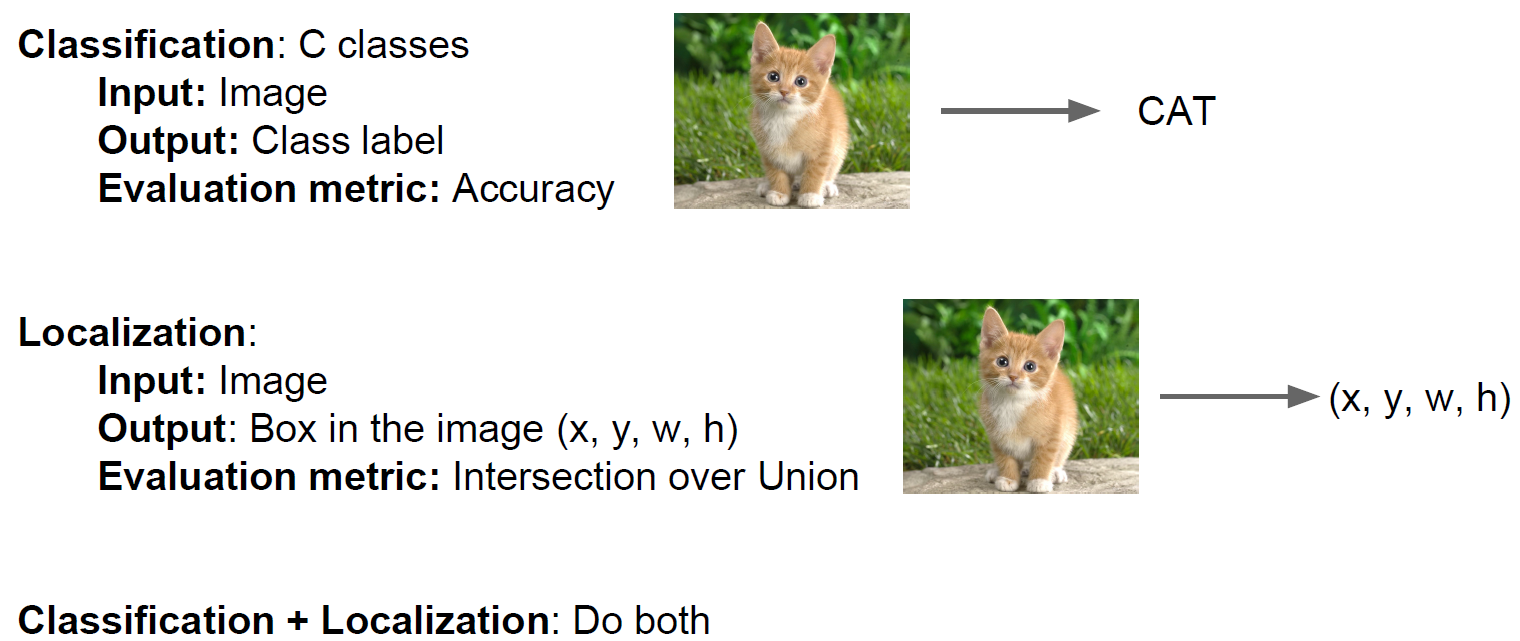 Classification: C classes
Input: Image
Output: Class label
Evaluation metric: Accuracy
CAT
Localization:
Input: Image
Output: Box in the image (x, y, w, h)
Evaluation metric: Intersection over Union
(x, y, w, h)
Classification + Localization: Do both